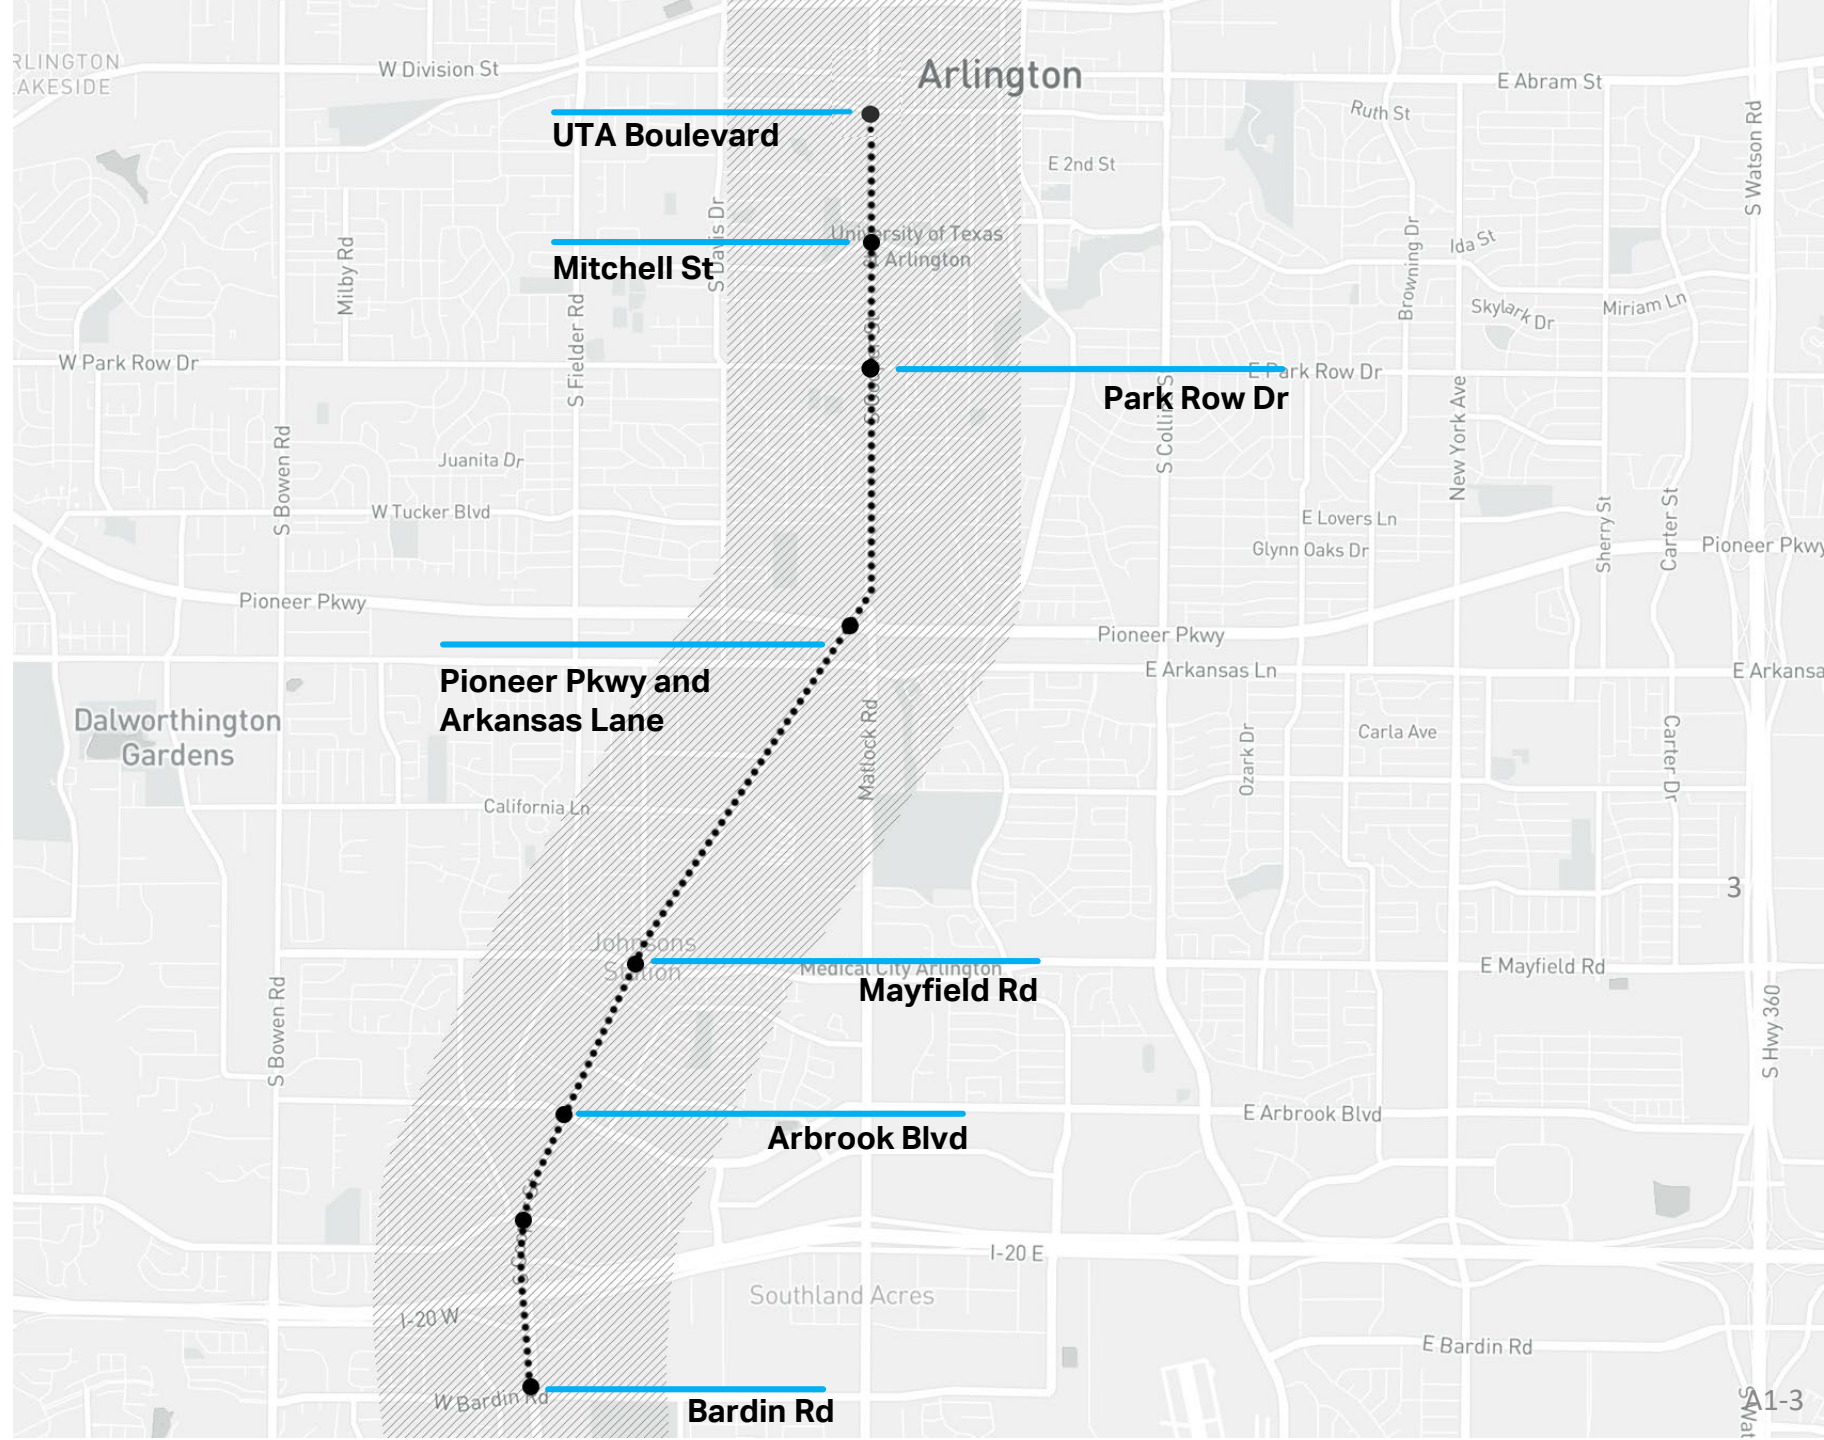 ARLINGTON
LAKESIDE
W Division St
Arlington
E Abram St
Ruth St
S Watson Rd
UTA Boulevard
E 2nd St
Milby Rd
S Davis Dr
University of Texas
at Arlington
Browning Dr
Ida St
Mitchell St
Skylark Dr
Miriam Ln
S Fielder Rd
W Park Row Dr
E Park Row Dr
Park Row Dr
S Collins S
New York Ave
S Bowen Rd
Juanita Dr
W Tucker Blvd
E Lovers Ln
Glynn Oaks Dr
Sherry St
Carter St
Pioneer Pkwy
Pioneer Pkwy
Pioneer Pkwy
E Arkansas Ln
E Arkansa
Pioneer Pkwy and
Arkansas Lane
Dalworthington
Gardens
Matlock Rd
Ozark Dr
Carla Ave
Carter Dr
California Ln
3
Johnsons
Station
Medical City Arlington
E Mayfield Rd
Mayfield Rd
S Bowen Rd
S Hwy 360
E Arbrook Blvd
Arbrook Blvd
I-20 E
Southland Acres
I-20 W
E Bardin Rd
W Bardin Rd
Bardin Rd
S Wat
A1-3